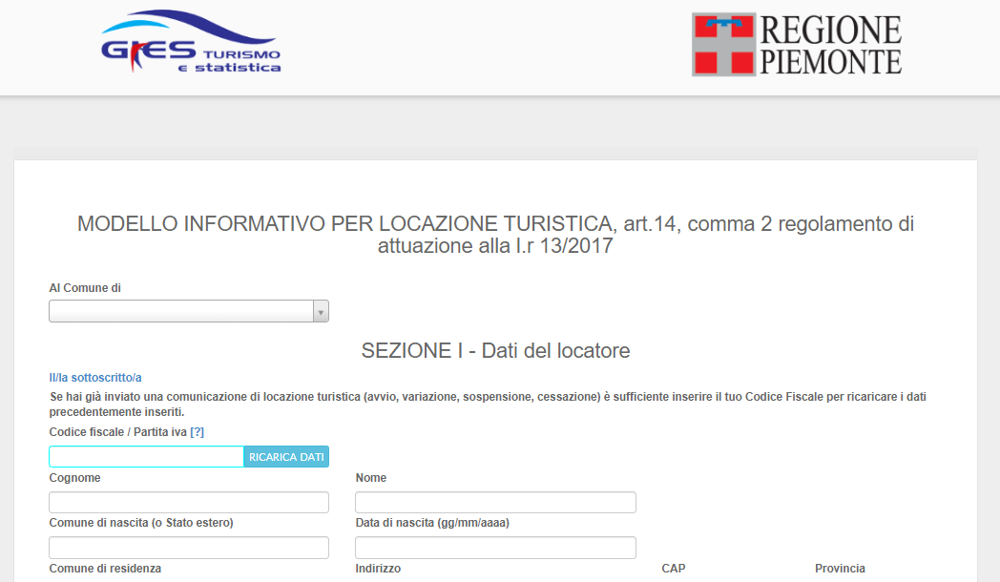 GIES TURISMO
e statistica
REGIONE
PIEMONTE
MODELLO INFORMATIVO PER LOCAZIONE TURISTICA, art.14, comma 2 regolamento di
attuazione alla l.r 13/2017
Al Comune di
SEZIONE I - Dati del locatore
Il/la sottoscritto/a
Se hai già inviato una comunicazione di locazione turistica (avvio, variazione, sospensione, cessazione) è sufficiente inserire il tuo Codice Fiscale per ricaricare i dati
precedentemente inseriti.
Codice fiscale / Partita iva [?]
RICARICA DATI
Cognome Nome
Comune di nascita (o Stato estero) Data di nascita (gg/mm/aaaa)
Comune di residenza Indirizzo CAP Provincia